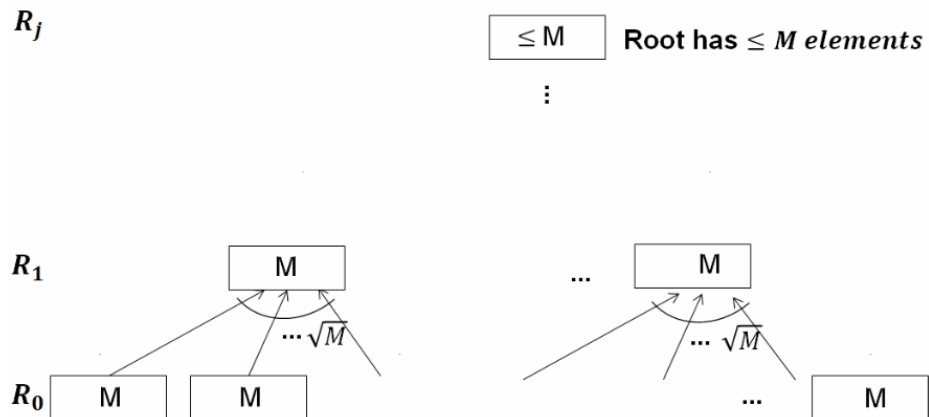 R_j ≤ M Root has ≤ M elements
⋮
R_1 M ... M
... √M ... √M
R_0 M M ... M